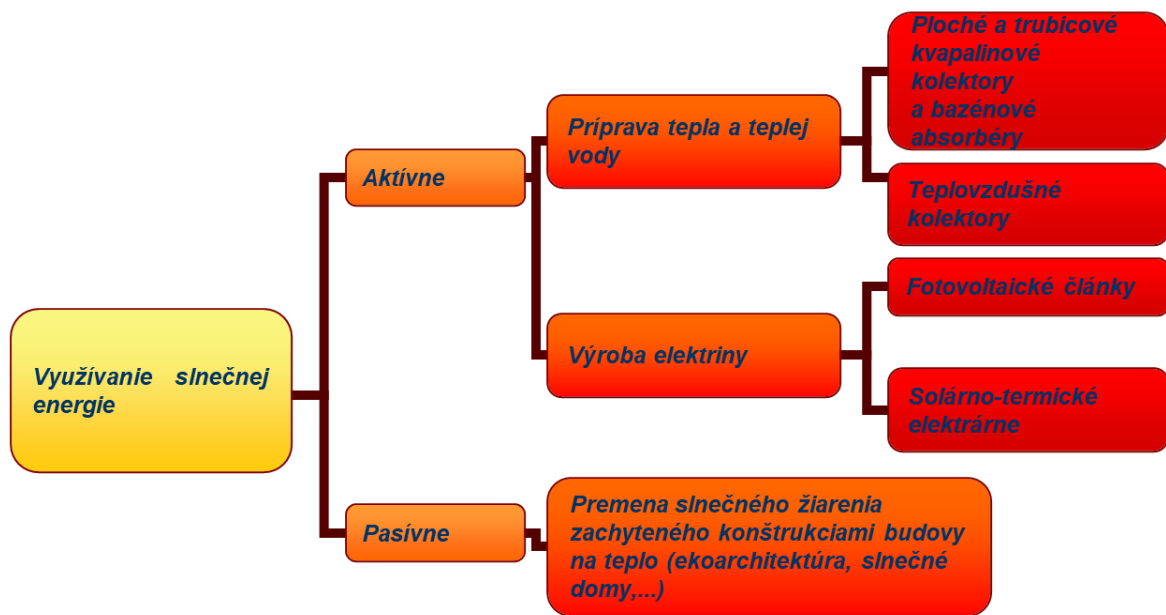 Využívanie slnečnej
energie
Aktívne
Príprava tepla a teplej
vody
Ploché a trubicové
kvapalinové
kolektory
a bazénové
absorbéry
Teplovzdušné
kolektory
Výroba elektriny
Fotovoltaické články
Solárno-termické
elektrárne
Pasívne
Premena slnečného žiarenia
zachyteného konštrukciami budovy
na teplo (ekoarchitektúra, slnečné
domy,...)